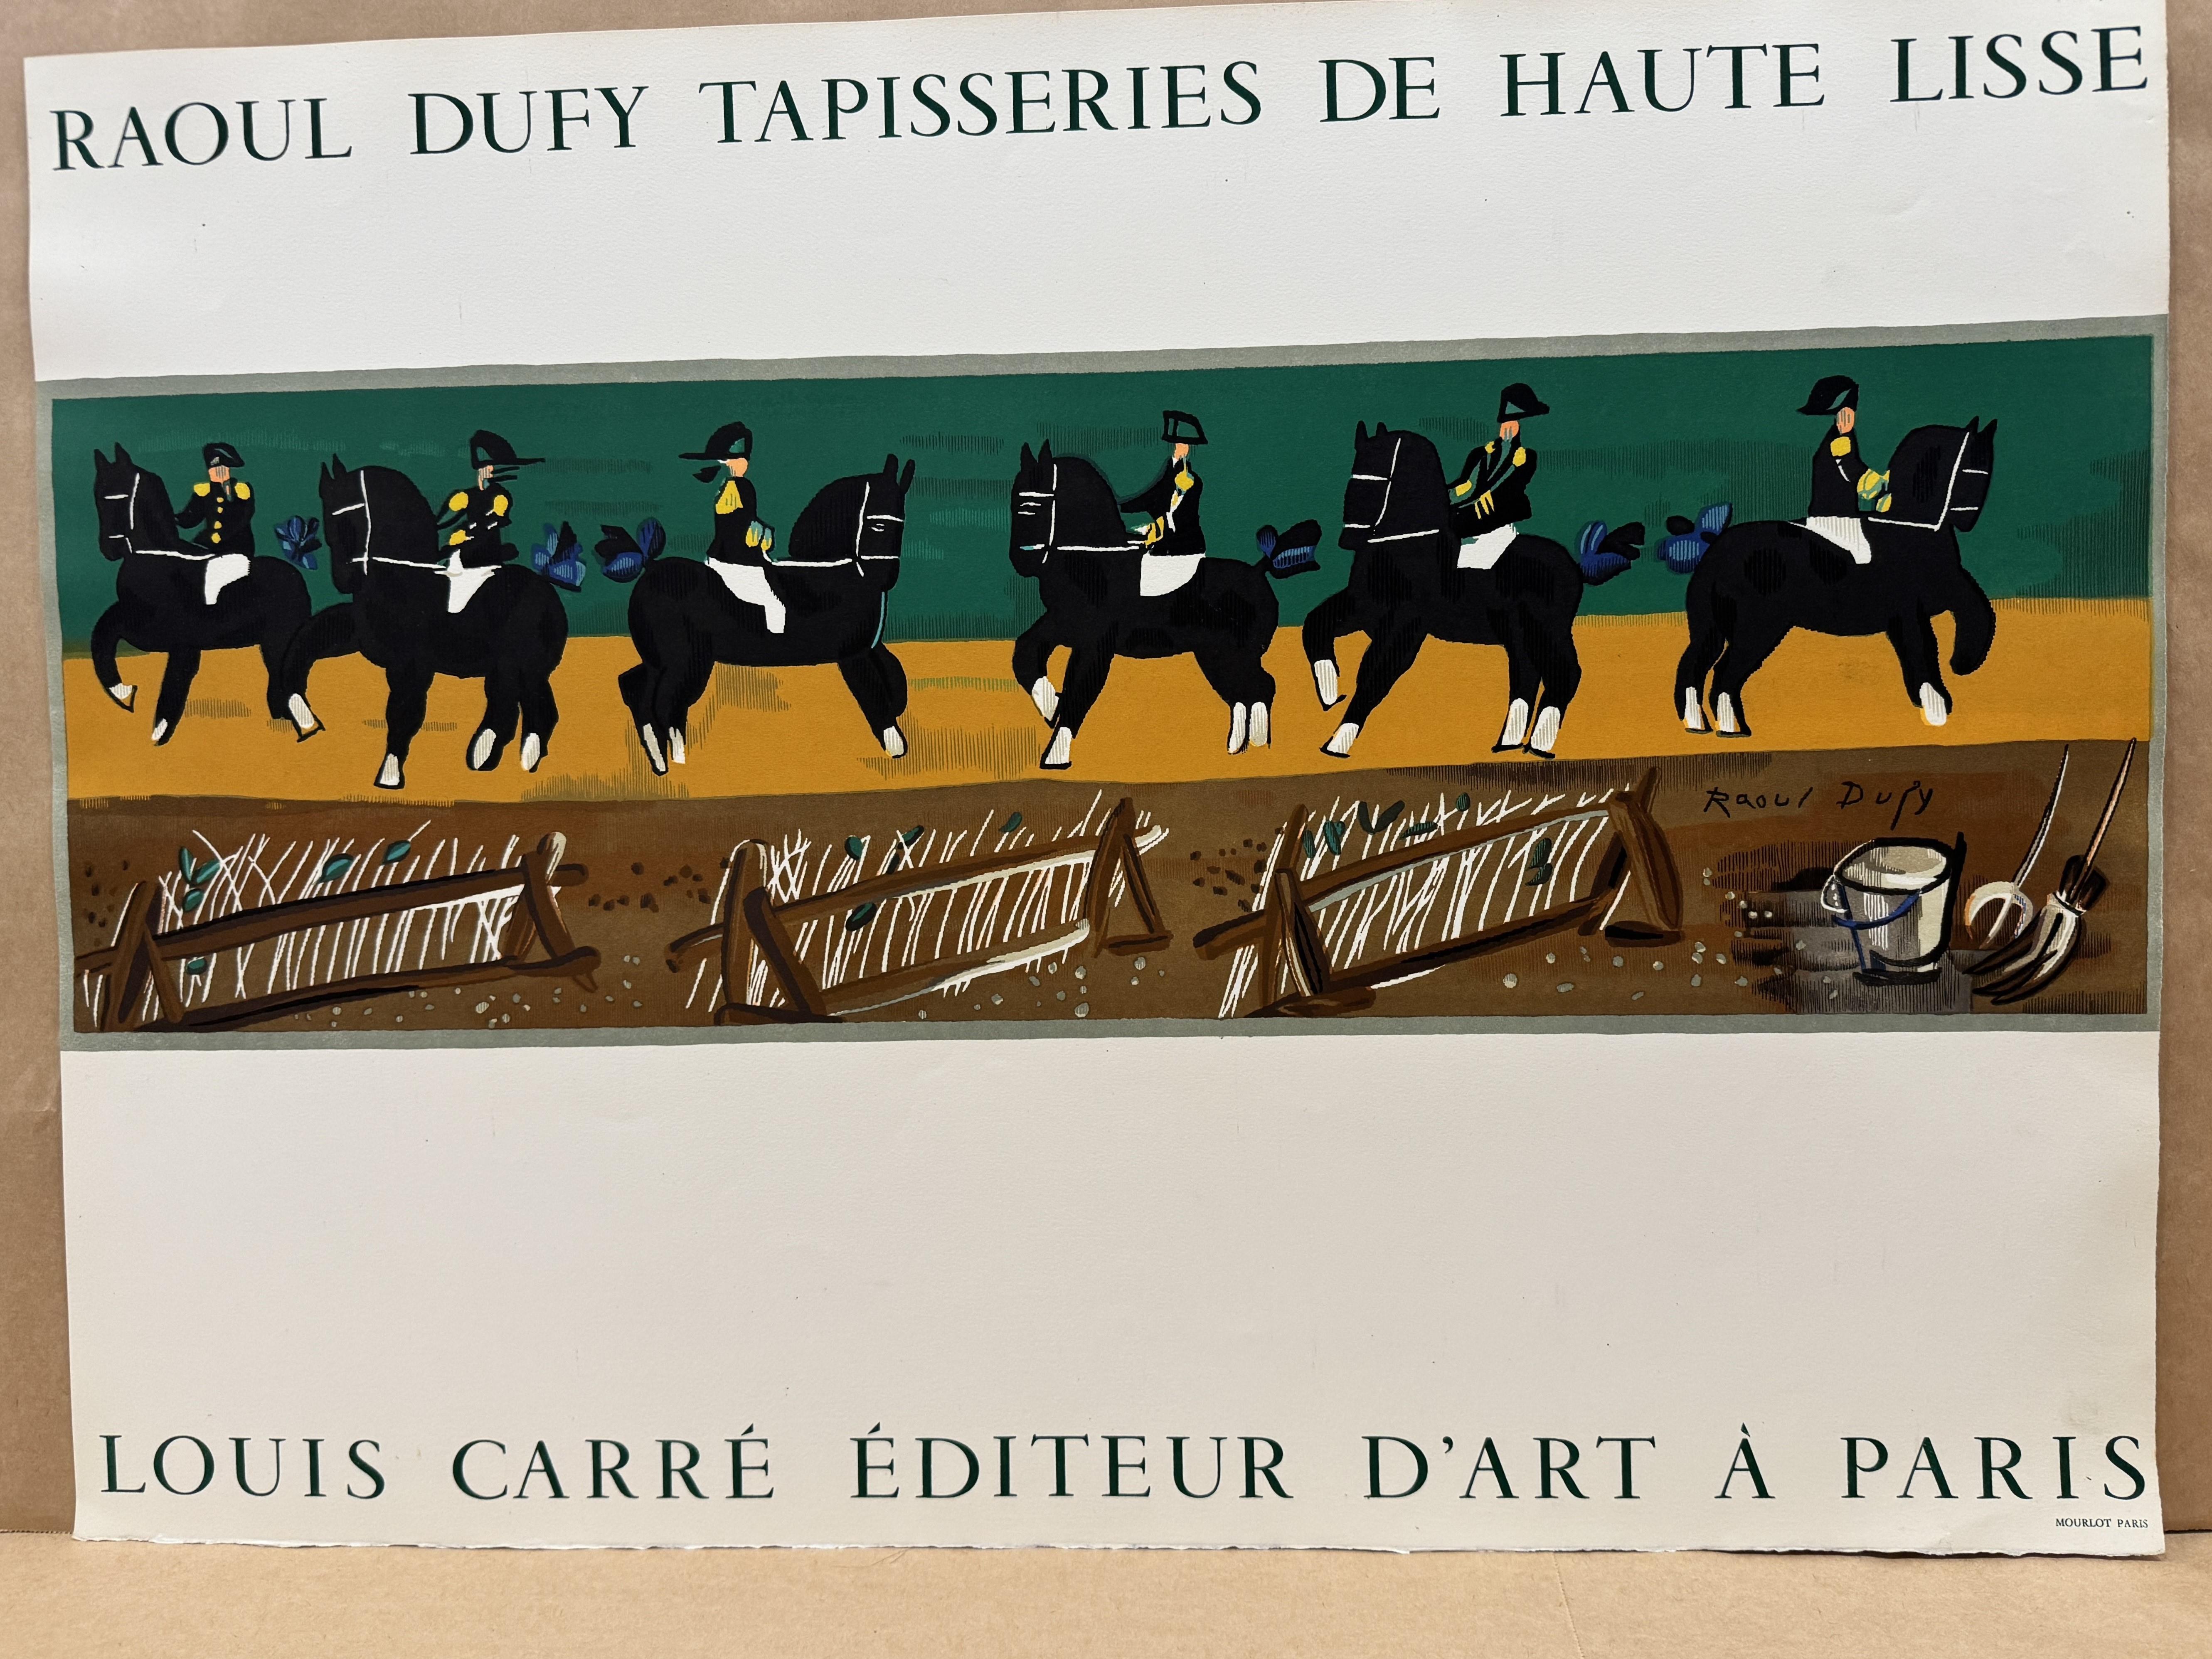 RAOUL DUFY TAPISSERIES DE HAUTE LISSE
Raoul Dufy
LOUIS CARRÉ ÉDITEUR D'ART À PARIS
MOURLOT PARIS